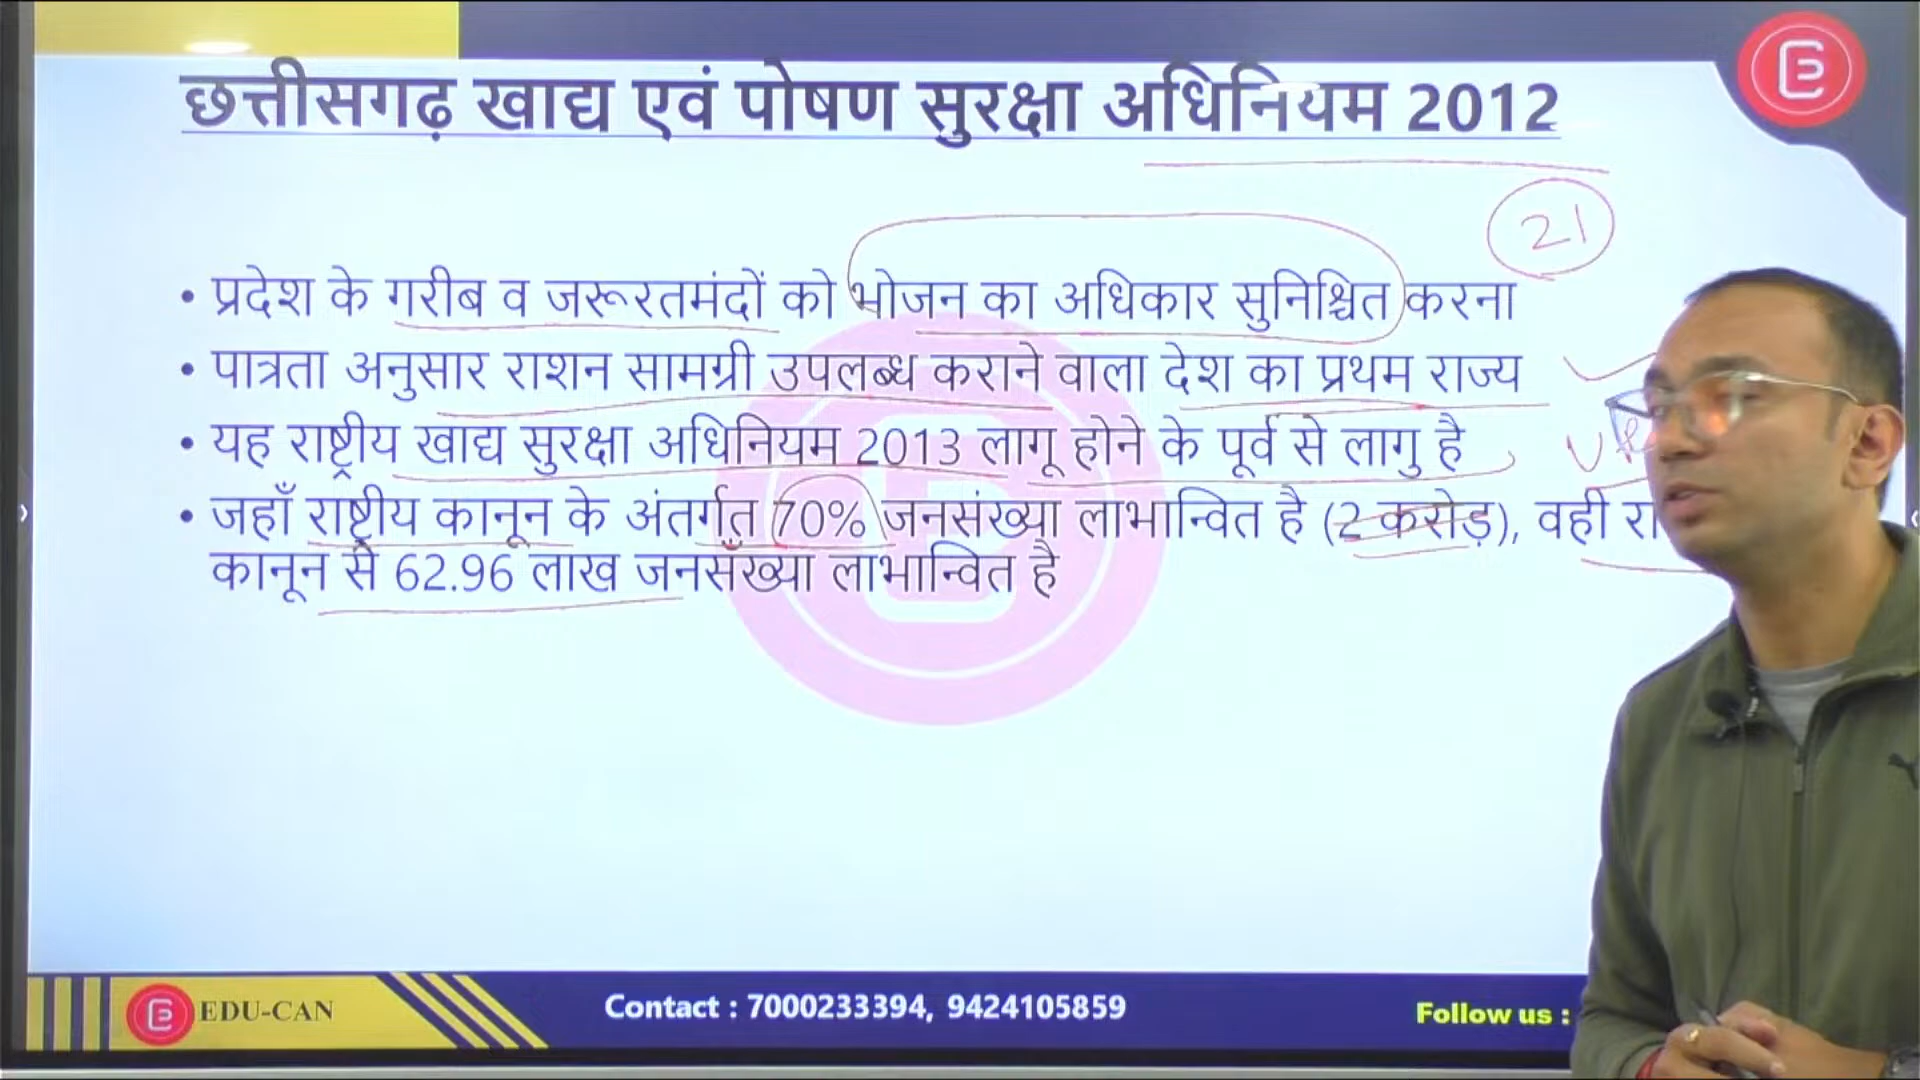 छत्तीसगढ़ खाद्य एवं पोषण सुरक्षा अधिनियम 2012
21
• प्रदेश के गरीब व जरूरतमंदों को भोजन का अधिकार सुनिश्चित करना
• पात्रता अनुसार राशन सामग्री उपलब्ध कराने वाला देश का प्रथम राज्य
• यह राष्ट्रीय खाद्य सुरक्षा अधिनियम 2013 लागू होने के पूर्व से लागु है
• जहाँ राष्ट्रीय कानून के अंतर्गत 70% जनसंख्या लाभान्वित है (2 करोड़), वही
कानून से 62.96 लाख जनसंख्या लाभान्वित है
EDU-CAN
Contact : 7000233394, 9424105859
Follow us :